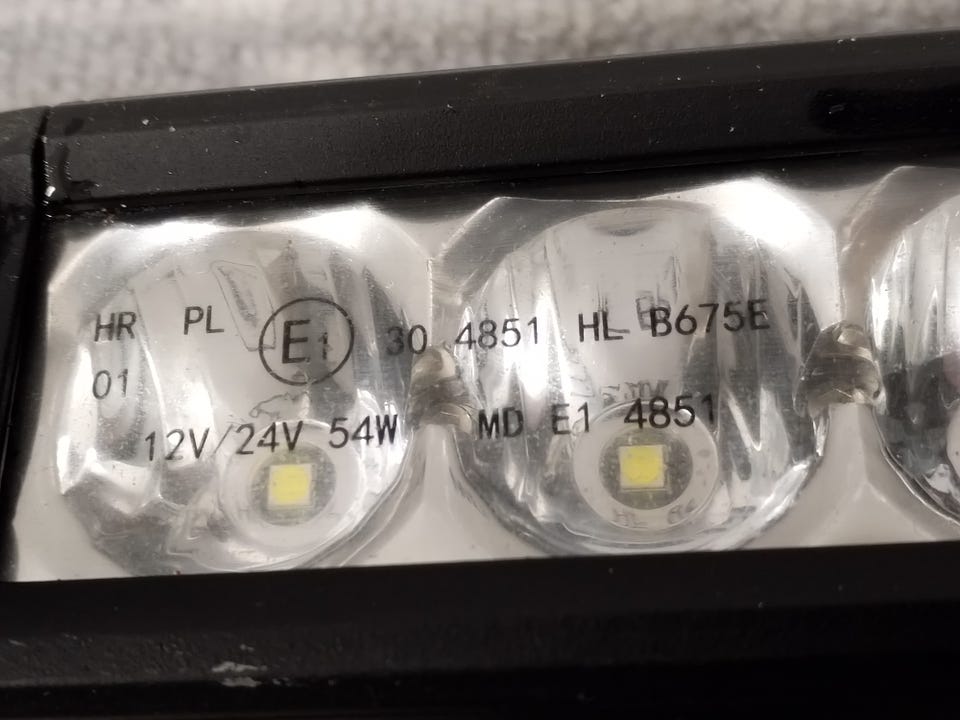 HR PL E1 30 4851 HL B675E
01
12V/24V 54W MD E1 4851